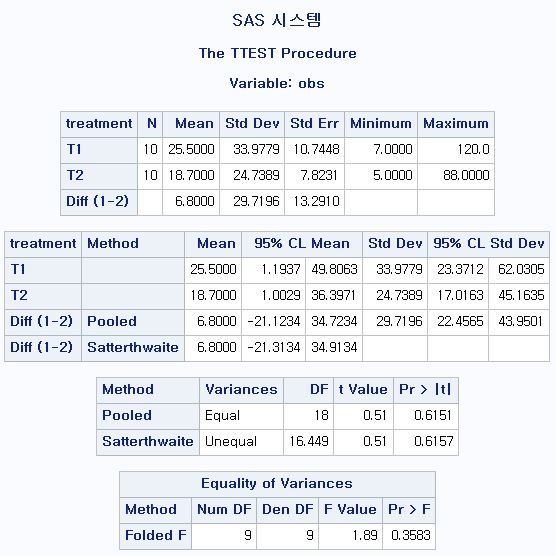 SAS 시스템
The TTEST Procedure
Variable: obs
treatment N Mean Std Dev Std Err Minimum Maximum
T1 10 25.5000 33.9779 10.7448 7.0000 120.0
T2 10 18.7000 24.7389 7.8231 5.0000 88.0000
Diff (1-2) 6.8000 29.7196 13.2910
treatment Method Mean 95% CL Mean Std Dev 95% CL Std Dev
T1 25.5000 1.1937 49.8063 33.9779 23.3712 62.0305
T2 18.7000 1.0029 36.3971 24.7389 17.0163 45.1635
Diff (1-2) Pooled 6.8000 -21.1234 34.7234 29.7196 22.4565 43.9501
Diff (1-2) Satterthwaite 6.8000 -21.3134 34.9134
Method Variances DF t Value Pr > |t|
Pooled Equal 18 0.51 0.6151
Satterthwaite Unequal 16.449 0.51 0.6157
Equality of Variances
Method Num DF Den DF F Value Pr > F
Folded F 9 9 1.89 0.3583